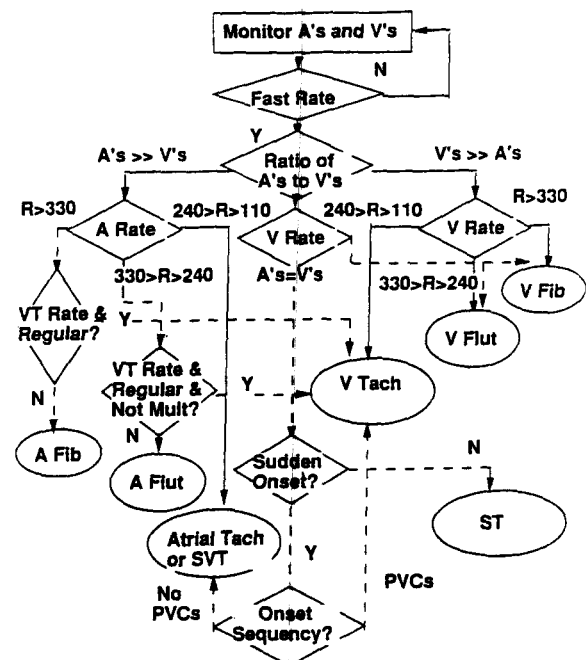 Monitor A's and V's
N
Fast Rate
Y
A's >> V's
Ratio of
A's to V's
V's >> A's
R>330
A Rate
240>R>110
V Rate
240>R>110
V Rate
R>330
A's=V's
330>R>240
330>R>240
V Fib
V Flut
VT Rate &
Regular?
Y
VT Rate &
Regular &
Not Mult?
Y
V Tach
N
A Fib
N
A Flut
Sudden
Onset?
N
ST
Atrial Tach
or SVT
Y
No
PVCs
PVCs
Onset
Sequency?